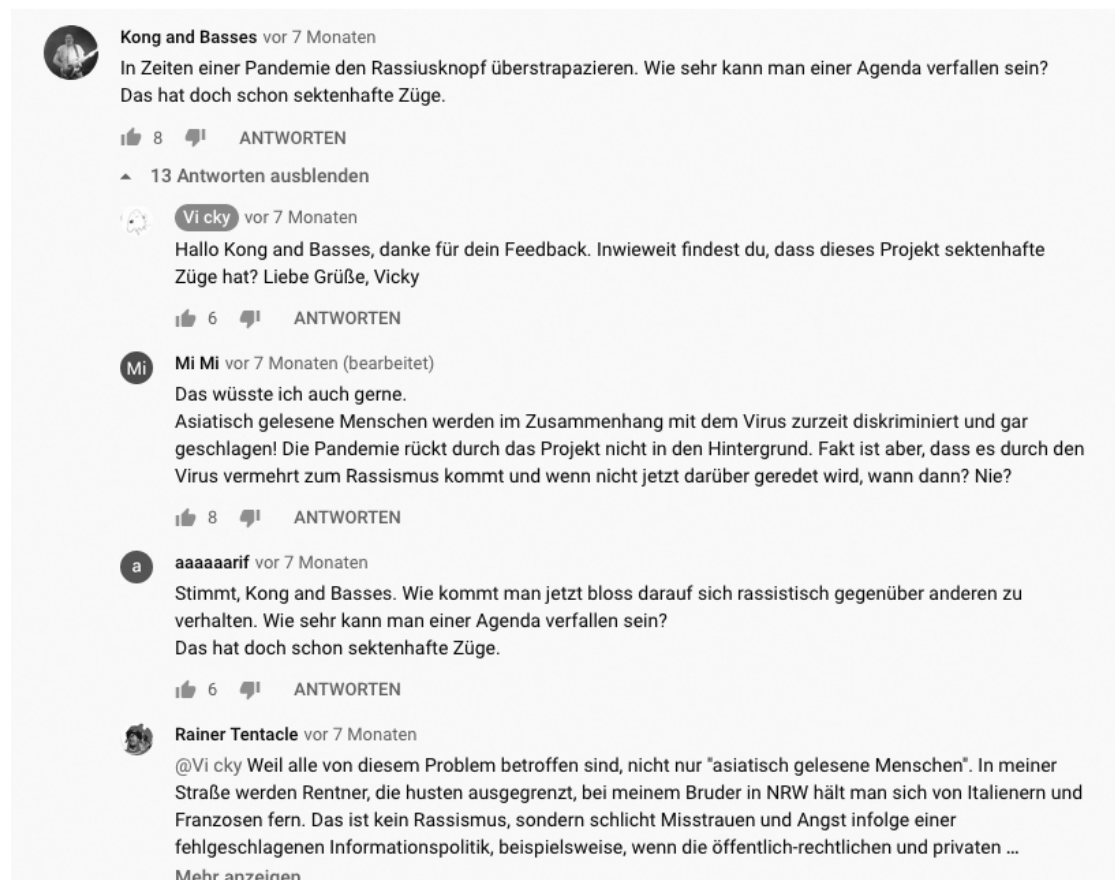 Kong and Basses vor 7 Monaten
In Zeiten einer Pandemie den Rassiusknopf überstrapazieren. Wie sehr kann man einer Agenda verfallen sein?
Das hat doch schon sektenhafte Züge.
8 ANTWORTEN
13 Antworten ausblenden
Vi cky vor 7 Monaten
Hallo Kong and Basses, danke für dein Feedback. Inwieweit findest du, dass dieses Projekt sektenhafte
Züge hat? Liebe Grüße, Vicky
6 ANTWORTEN
Mi Mi Mi vor 7 Monaten (bearbeitet)
Das wüsste ich auch gerne.
Asiatisch gelesene Menschen werden im Zusammenhang mit dem Virus zurzeit diskriminiert und gar
geschlagen! Die Pandemie rückt durch das Projekt nicht in den Hintergrund. Fakt ist aber, dass es durch den
Virus vermehrt zum Rassismus kommt und wenn nicht jetzt darüber geredet wird, wann dann? Nie?
8 ANTWORTEN
a aaaaaarif vor 7 Monaten
Stimmt, Kong and Basses. Wie kommt man jetzt bloss darauf sich rassistisch gegenüber anderen zu
verhalten. Wie sehr kann man einer Agenda verfallen sein?
Das hat doch schon sektenhafte Züge.
6 ANTWORTEN
Rainer Tentacle vor 7 Monaten
@Vi cky Weil alle von diesem Problem betroffen sind, nicht nur "asiatisch gelesene Menschen". In meiner
Straße werden Rentner, die husten ausgegrenzt, bei meinem Bruder in NRW hält man sich von Italienern und
Franzosen fern. Das ist kein Rassismus, sondern schlicht Misstrauen und Angst infolge einer
fehlgeschlagenen Informationspolitik, beispielsweise, wenn die öffentlich-rechtlichen und privaten ...
Mehr anzeigen